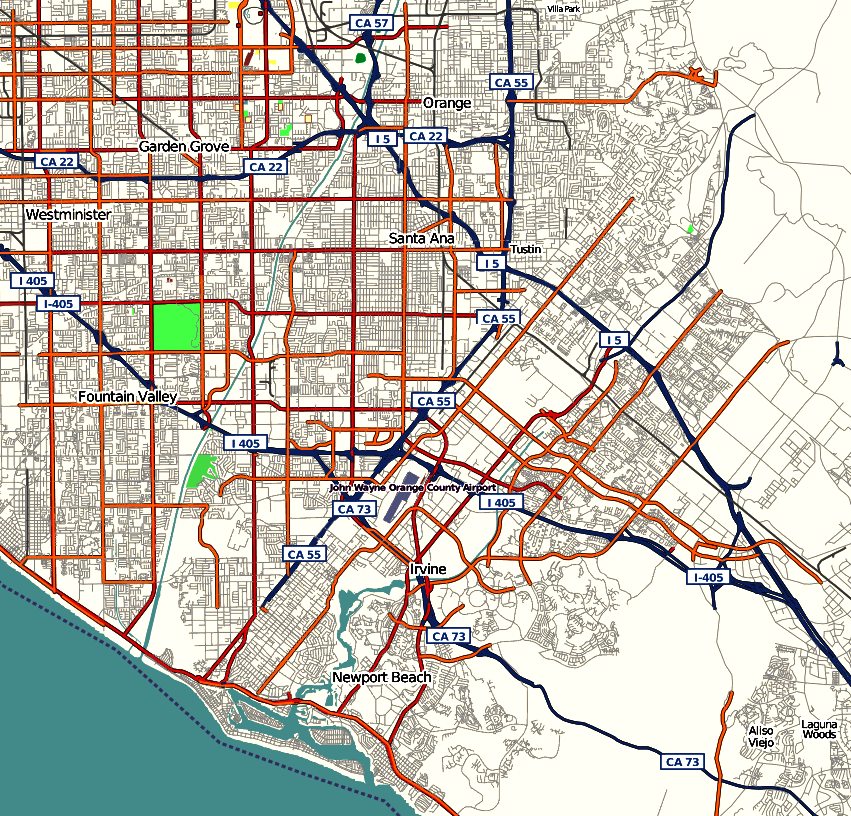 Villa Park
CA 57
CA 55
Orange
I 5
CA 22
Garden Grove
CA 22
CA 22
Westminister
Santa Ana
Tustin
I 5
I 405
I-405
CA 55
I 5
Fountain Valley
CA 55
I 405
John Wayne Orange County Airport
CA 73
I 405
CA 55
Irvine
I-405
CA 73
Newport Beach
Aliso
Viejo
Laguna
Woods
CA 73